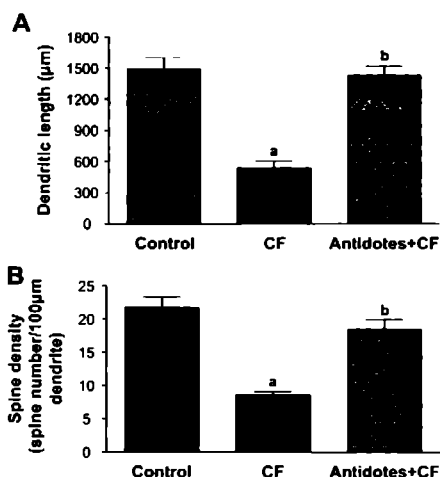 A
Dendritic length (µm)
1800
1500
1200
900
600
300
0
a
b
Control CF Antidotes+CF
B
Spine density
(spine number/100µm
dendrite)
25
20
15
10
5
0
a
b
Control CF Antidotes+CF